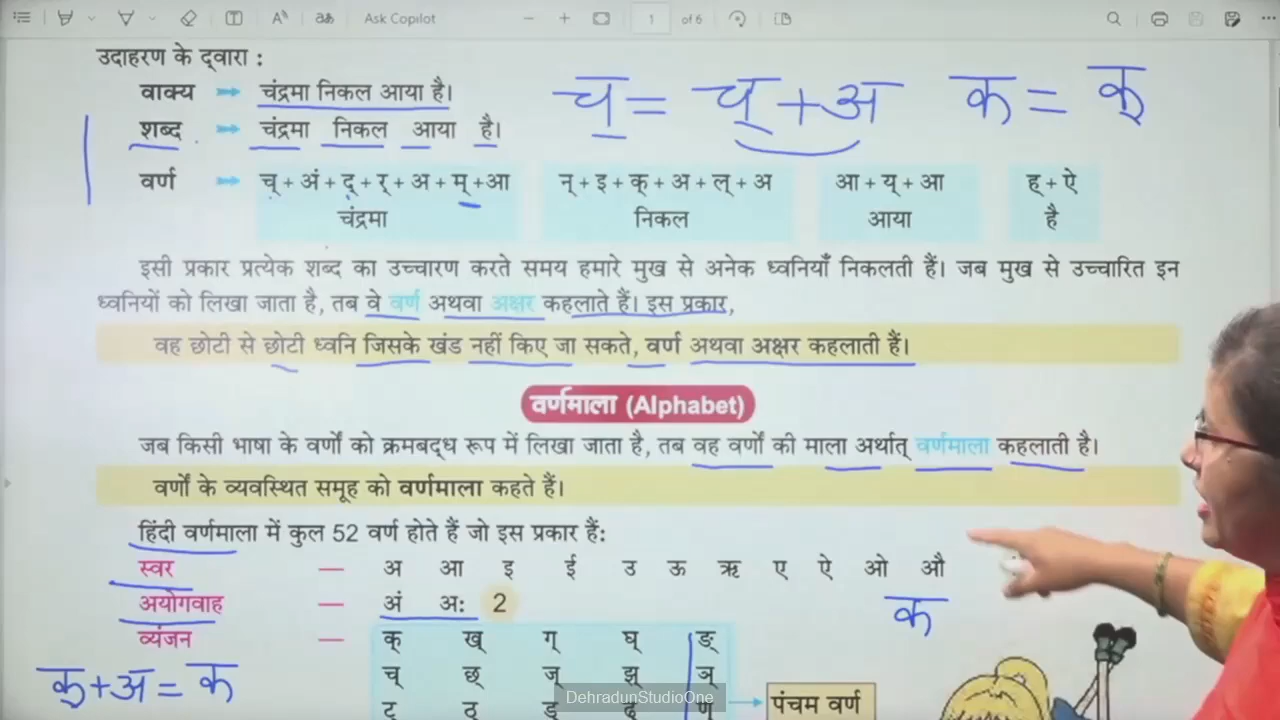 Ask Copilot
1 of 6
उदाहरण के द्वारा :
वाक्य चंद्रमा निकल आया है।
च = च् + अ क = क्
शब्द चंद्रमा निकल आया है।
वर्ण च् + अं + द् + र् + अ + म् + आ न् + इ + क् + अ + ल् + अ आ + य् + आ ह् + ऐ
चंद्रमा निकल आया है
इसी प्रकार प्रत्येक शब्द का उच्चारण करते समय हमारे मुख से अनेक ध्वनियाँ निकलती हैं। जब मुख से उच्चारित इन
ध्वनियों को लिखा जाता है, तब वे वर्ण अथवा अक्षर कहलाते हैं। इस प्रकार,
वह छोटी से छोटी ध्वनि जिसके खंड नहीं किए जा सकते, वर्ण अथवा अक्षर कहलाती हैं।
वर्णमाला (Alphabet)
जब किसी भाषा के वर्णों को क्रमबद्ध रूप में लिखा जाता है, तब वह वर्णों की माला अर्थात् वर्णमाला कहलाती है।
वर्णों के व्यवस्थित समूह को वर्णमाला कहते हैं।
हिंदी वर्णमाला में कुल 52 वर्ण होते हैं जो इस प्रकार हैं:
स्वर — अ आ इ ई उ ऊ ऋ ए ऐ ओ औ
अयोगवाह — अं अः 2
क
व्यंजन — क् ख् ग् घ् ङ्
क् + अ = क
च् छ् ज् झ् ञ्
ट् ठ् ड् ढ् ण् पंचम वर्ण
DehradunStudioOne